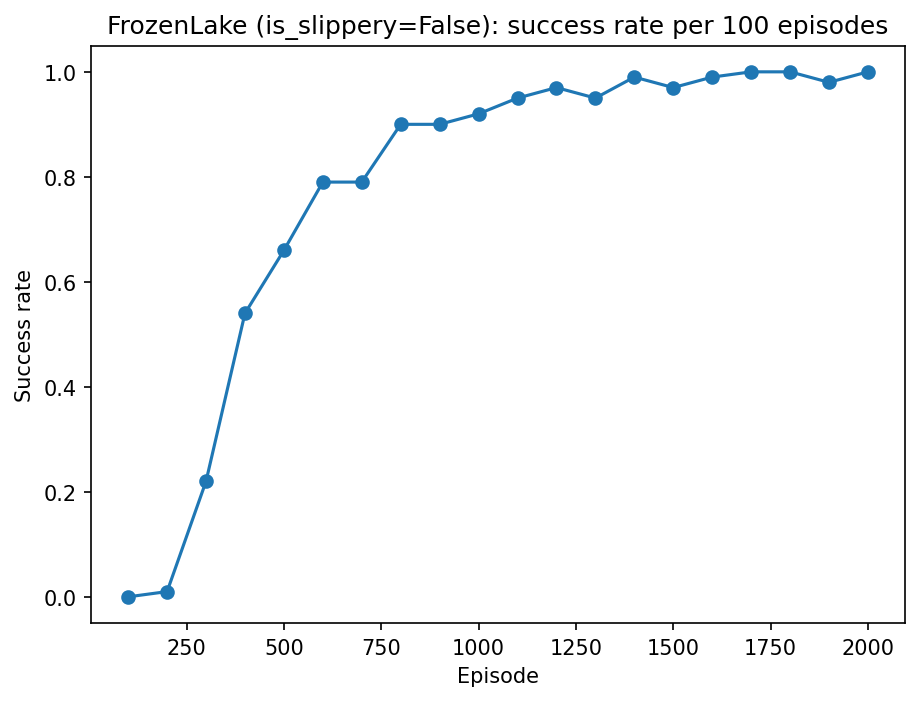 FrozenLake (is_slippery=False): success rate per 100 episodes
Success rate
1.0
0.8
0.6
0.4
0.2
0.0
250 500 750 1000 1250 1500 1750 2000
Episode